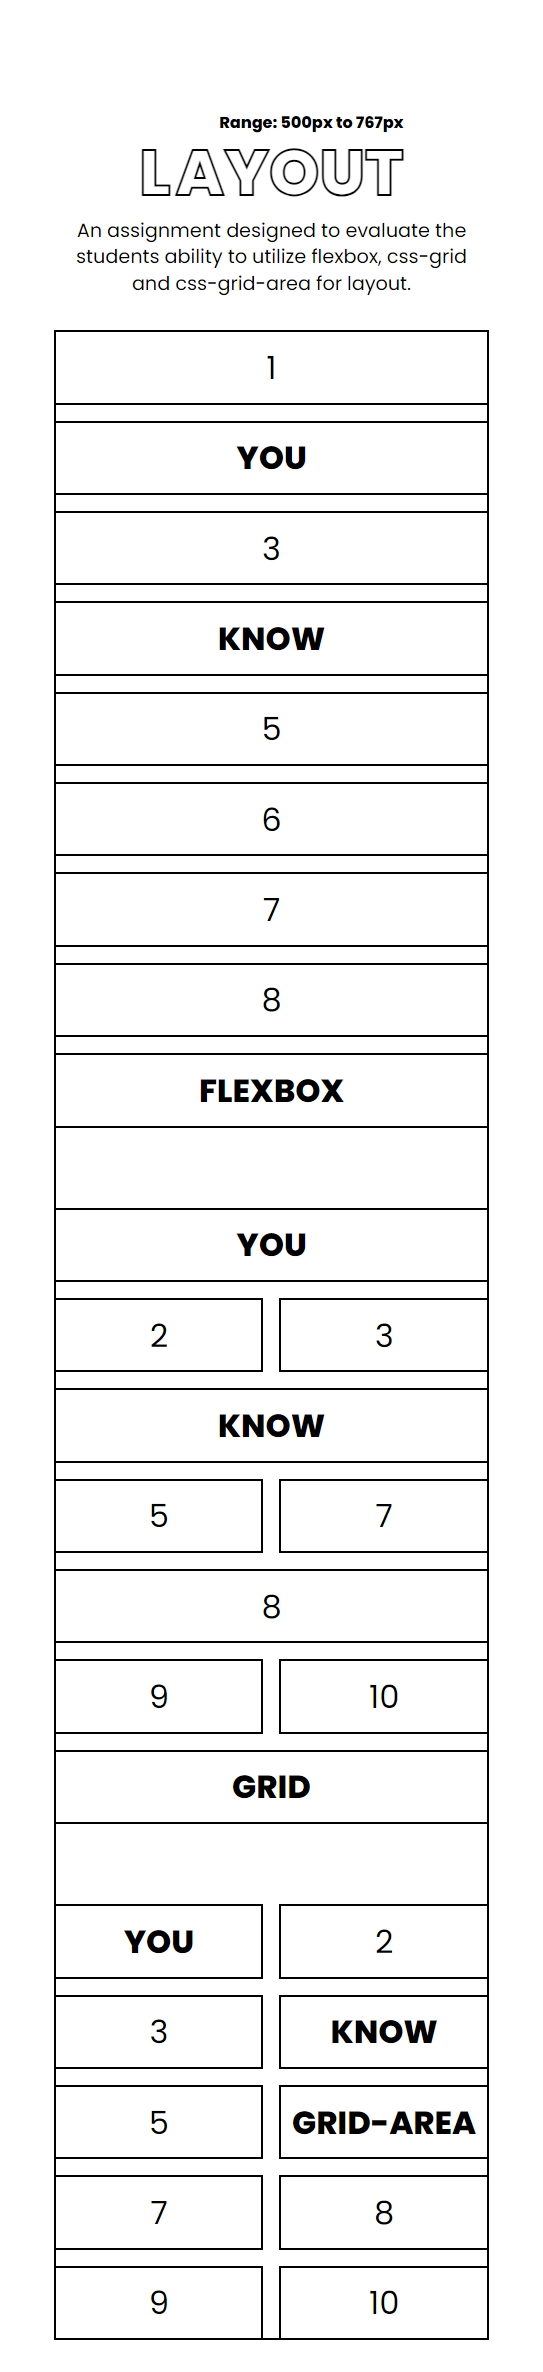 Range: 500px to 767px
LAYOUT
An assignment designed to evaluate the
students ability to utilize flexbox, css-grid
and css-grid-area for layout.
1
YOU
3
KNOW
5
6
7
8
FLEXBOX
YOU
2 3
KNOW
5 7
8
9 10
GRID
YOU 2
3 KNOW
5 GRID-AREA
7 8
9 10